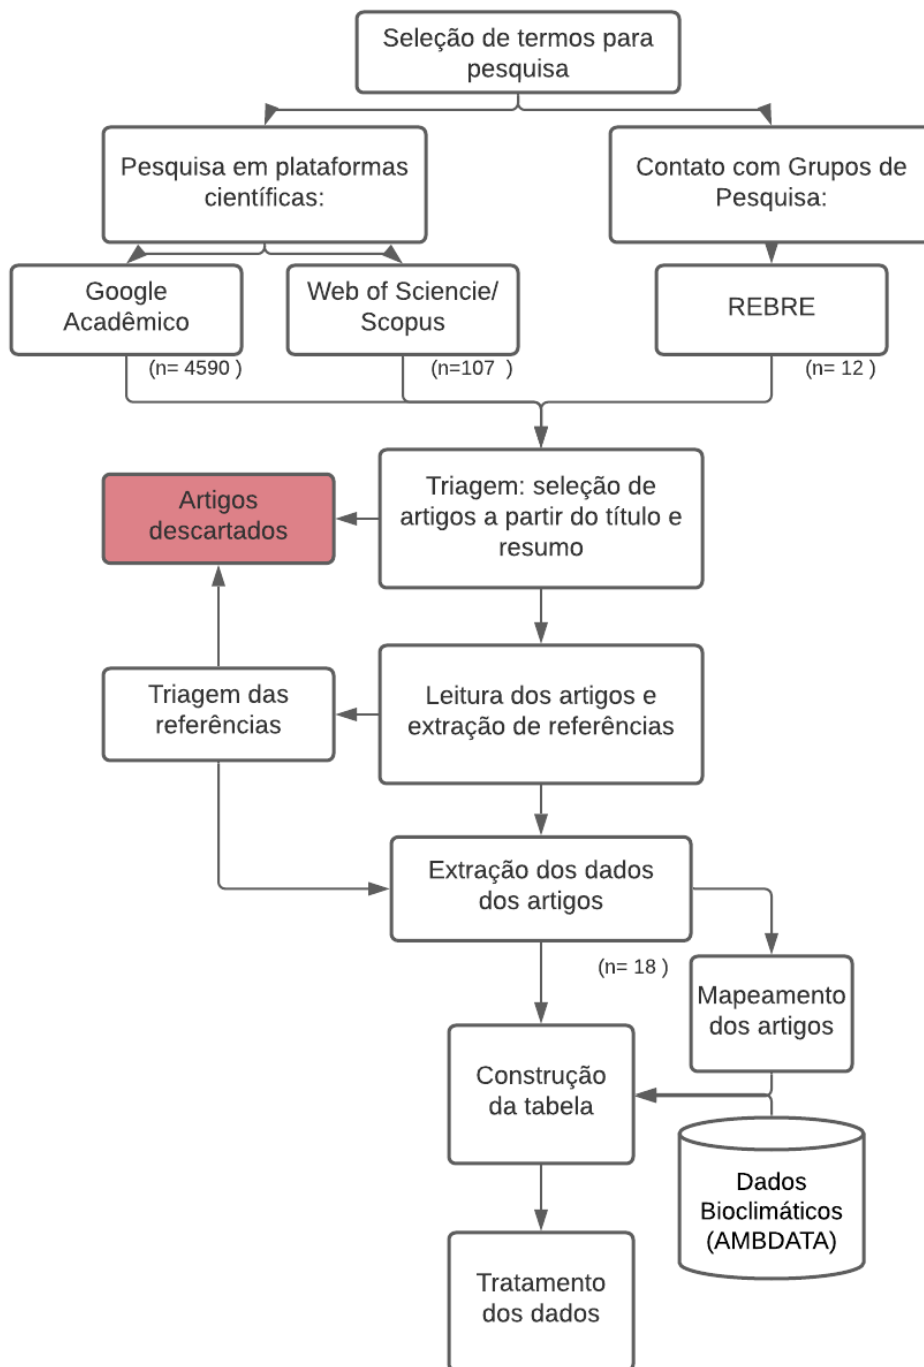 Seleção de termos para
pesquisa
Pesquisa em plataformas
científicas:
Contato com Grupos de
Pesquisa:
Google
Acadêmico
Web of Sciencie/
Scopus
REBRE
(n= 4590 )
(n=107 )
(n= 12 )
Triagem: seleção de
artigos a partir do título e
resumo
Artigos
descartados
Triagem das
referências
Leitura dos artigos e
extração de referências
Extração dos dados
dos artigos
(n= 18 )
Mapeamento
dos artigos
Construção
da tabela
Dados
Bioclimáticos
(AMBDATA)
Tratamento
dos dados